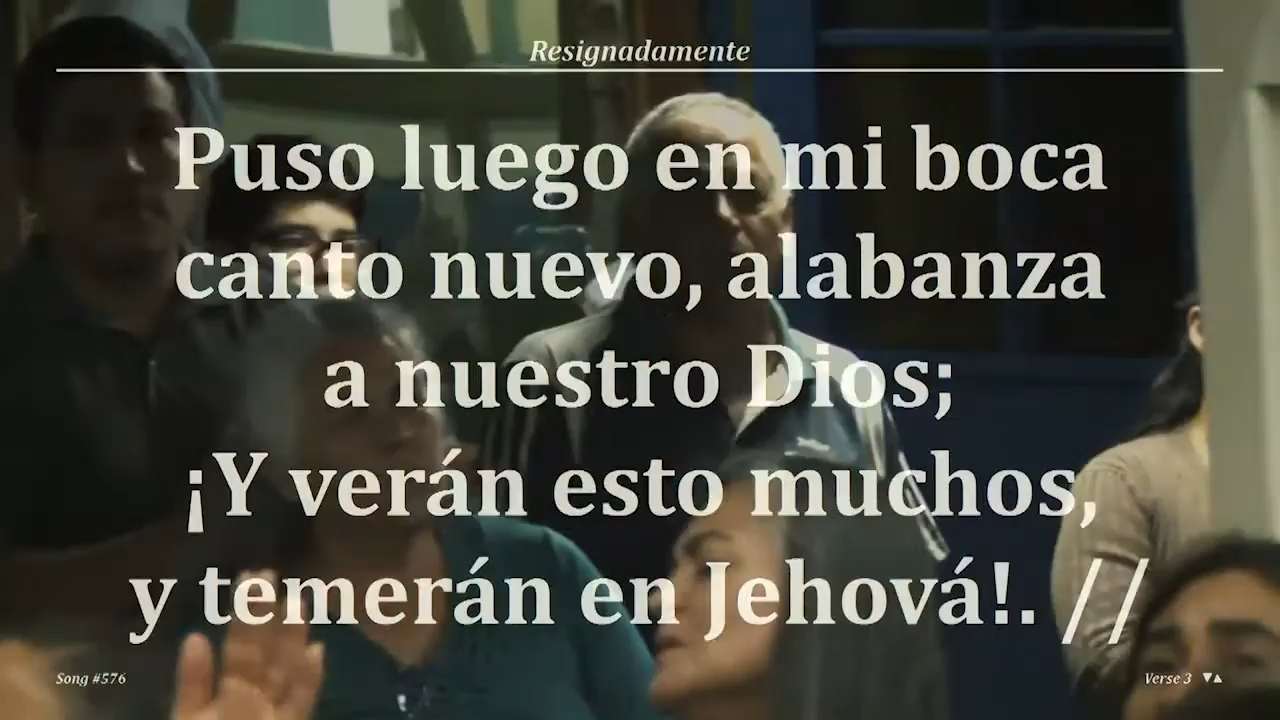 Resignadamente
Puso luego en mi boca
canto nuevo, alabanza
a nuestro Dios;
¡Y verán esto muchos,
y temerán en Jehová!. //
Song #576
Verse 3 ▼▲